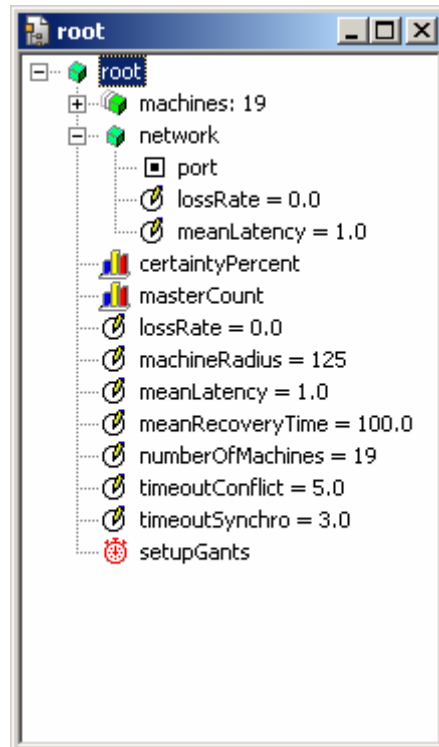 root
root
machines: 19
network
port
lossRate = 0.0
meanLatency = 1.0
certaintyPercent
masterCount
lossRate = 0.0
machineRadius = 125
meanLatency = 1.0
meanRecoveryTime = 100.0
numberOfMachines = 19
timeoutConflict = 5.0
timeoutSynchro = 3.0
setupGants